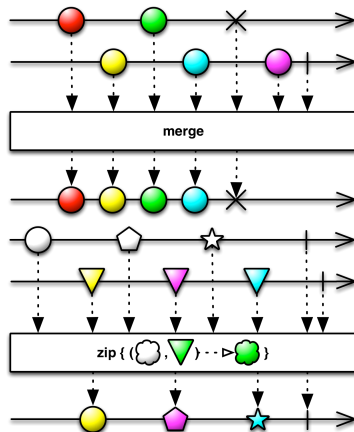 merge
zip { ( , ) }